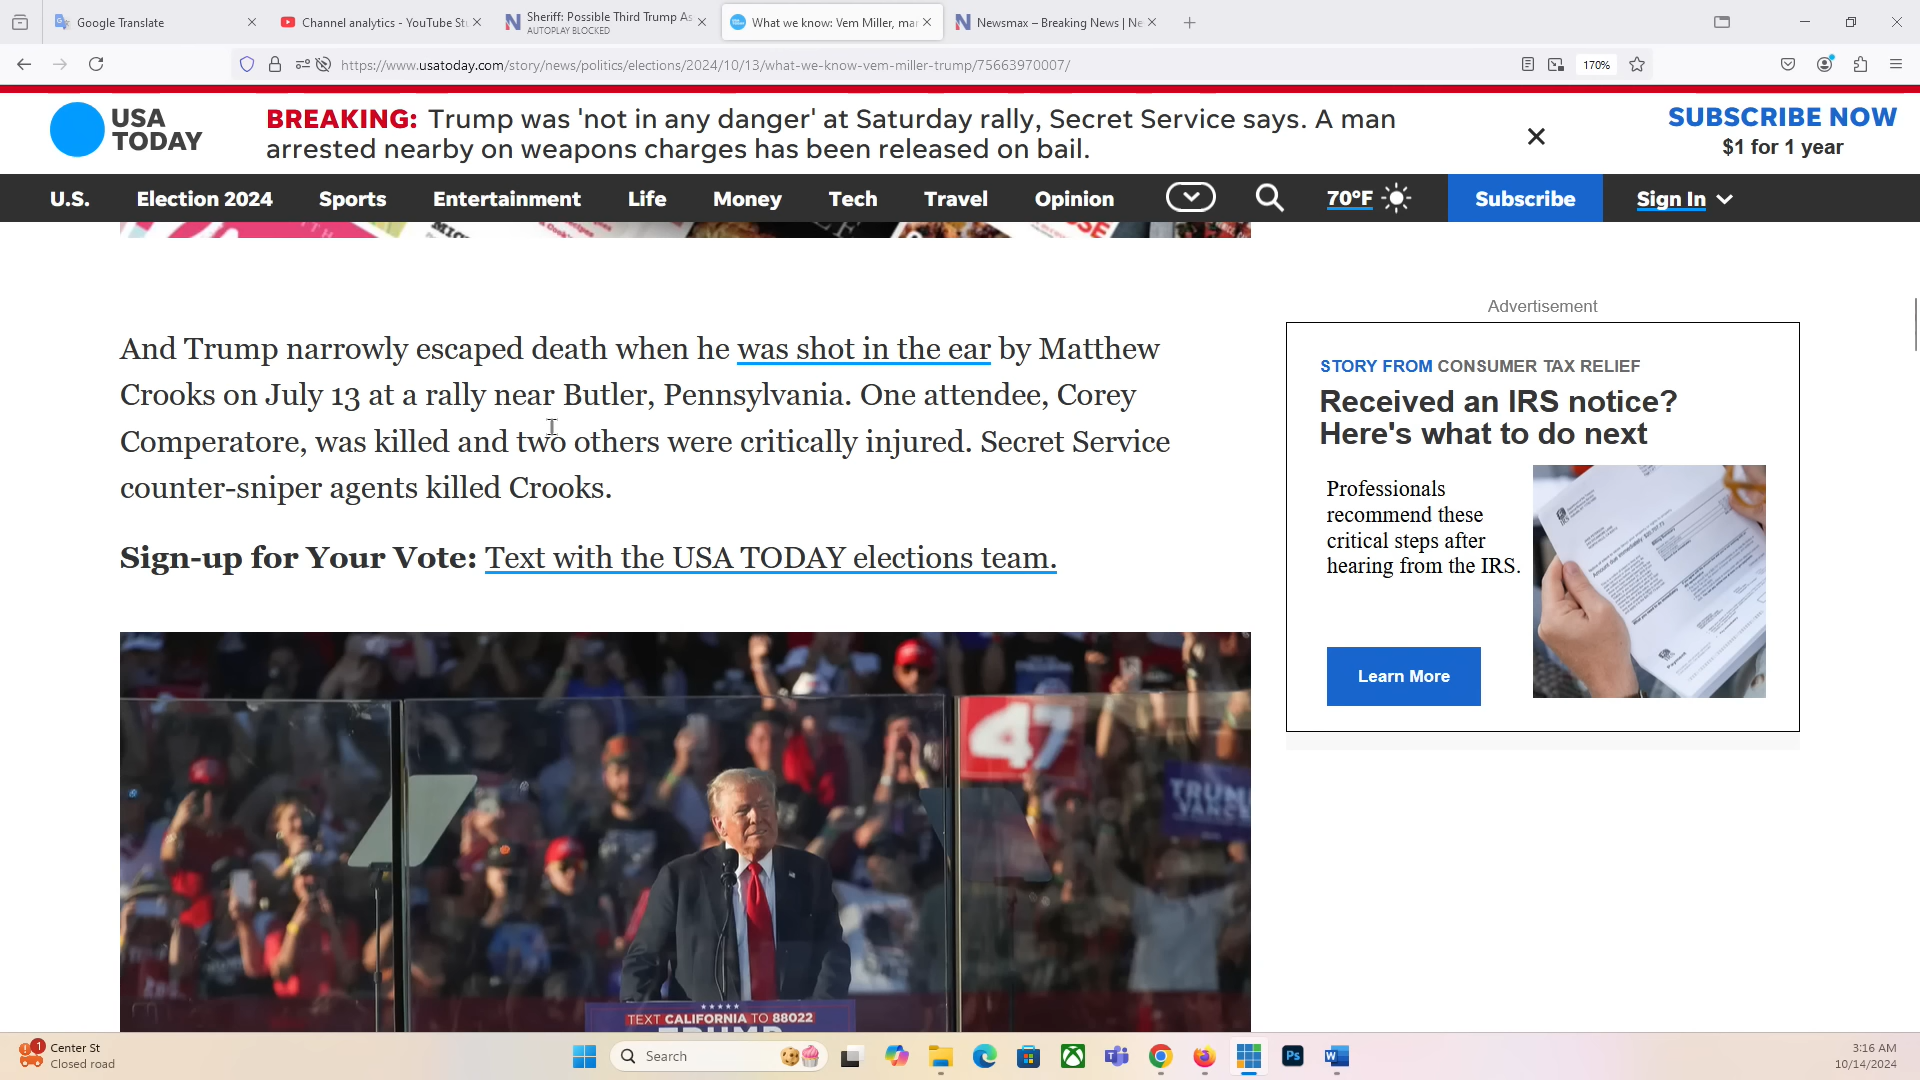 Google Translate
Channel analytics - YouTube St
Sheriff: Possible Third Trump As
AUTOPLAY BLOCKED
What we know: Vem Miller, ma
Newsmax – Breaking News | Ne
https://www.usatoday.com/story/news/politics/elections/2024/10/13/what-we-know-vem-miller-trump/75663970007/
170%
USA
TODAY
BREAKING: Trump was 'not in any danger' at Saturday rally, Secret Service says. A man
arrested nearby on weapons charges has been released on bail.
SUBSCRIBE NOW
$1 for 1 year
U.S.
Election 2024
Sports
Entertainment
Life
Money
Tech
Travel
Opinion
70°F
Subscribe
Sign In
And Trump narrowly escaped death when he was shot in the ear by Matthew
Crooks on July 13 at a rally near Butler, Pennsylvania. One attendee, Corey
Comperatore, was killed and two others were critically injured. Secret Service
counter-sniper agents killed Crooks.
Sign-up for Your Vote: Text with the USA TODAY elections team.
Advertisement
STORY FROM CONSUMER TAX RELIEF
Received an IRS notice?
Here's what to do next
Professionals
recommend these
critical steps after
hearing from the IRS.
Learn More
47
TRUMP
VANCE
TEXT CALIFORNIA TO 88022
TRUMP
1
Center St
Closed road
Search
Ps
W
3:16 AM
10/14/2024